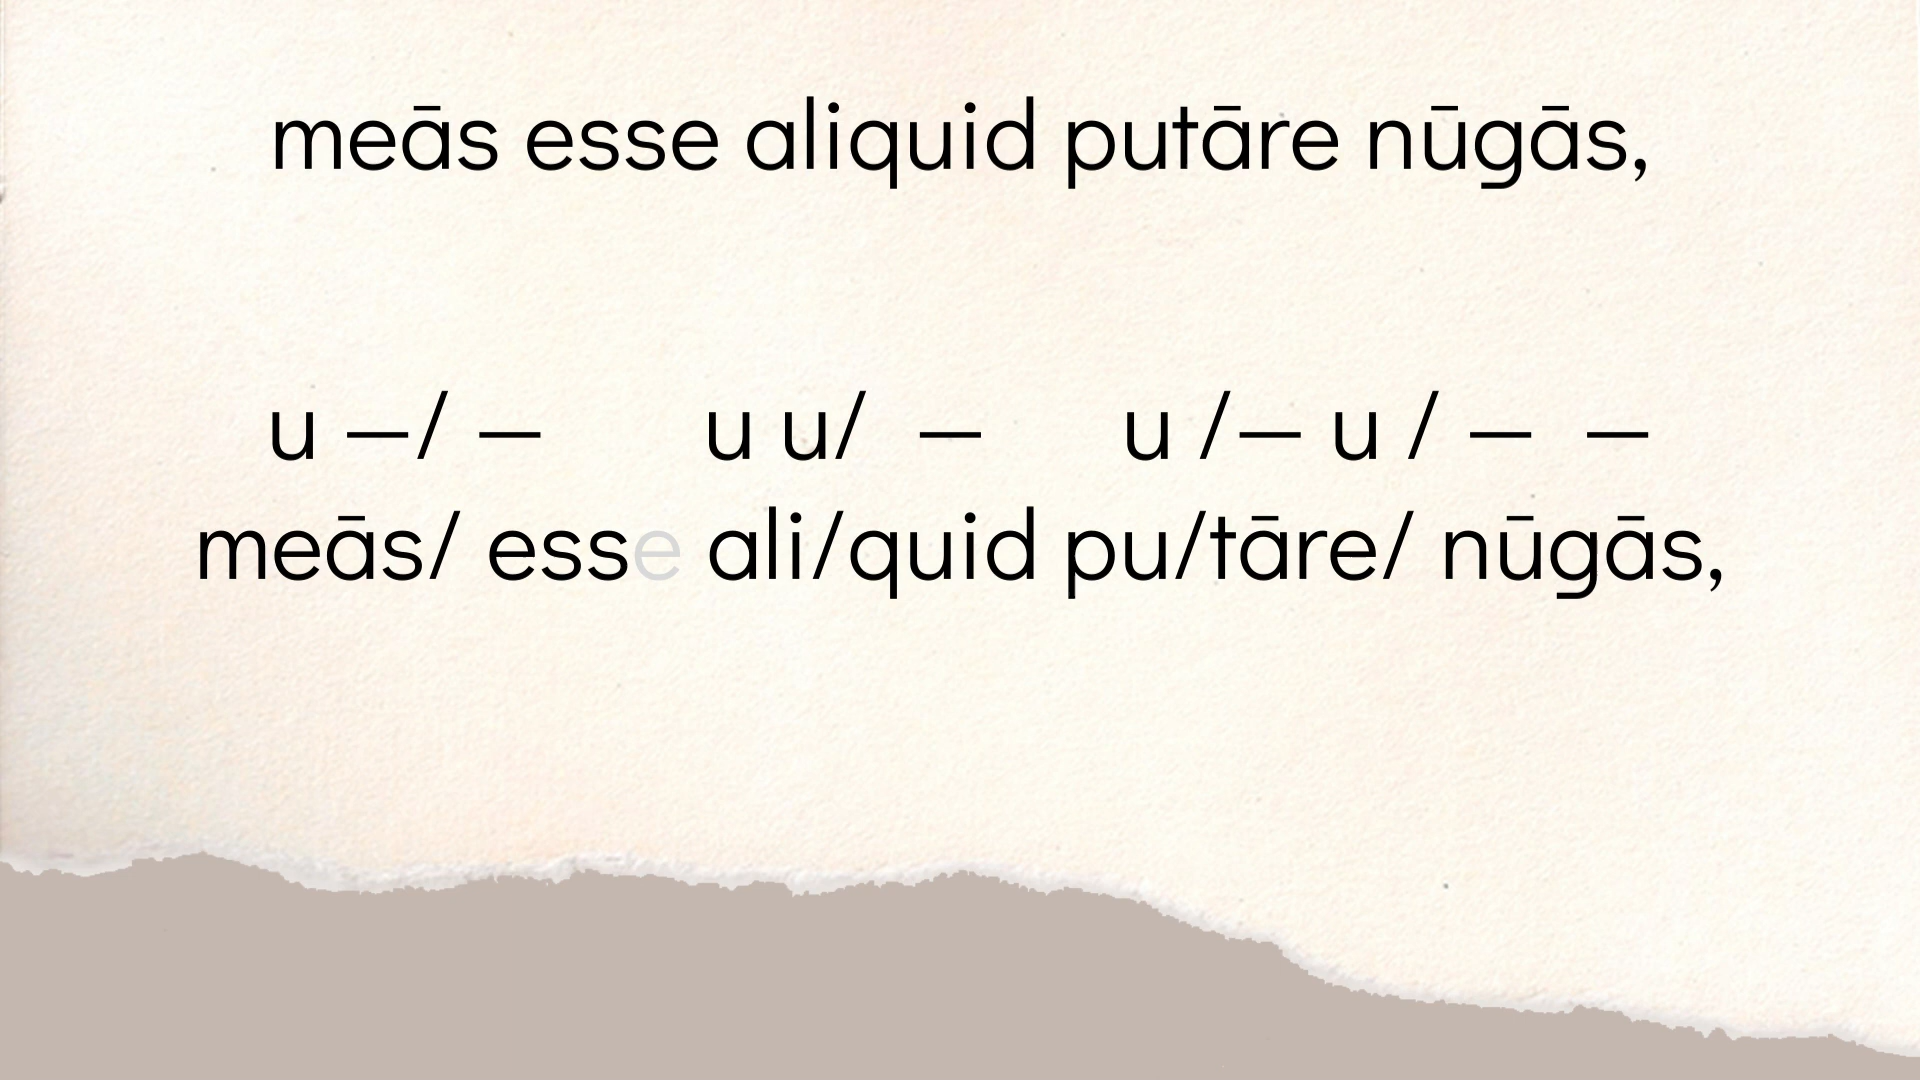 meās esse aliquid putāre nūgās,
u –/ – u u/ – u /– u / – –
meās/ esse ali/quid pu/tāre/ nūgās,